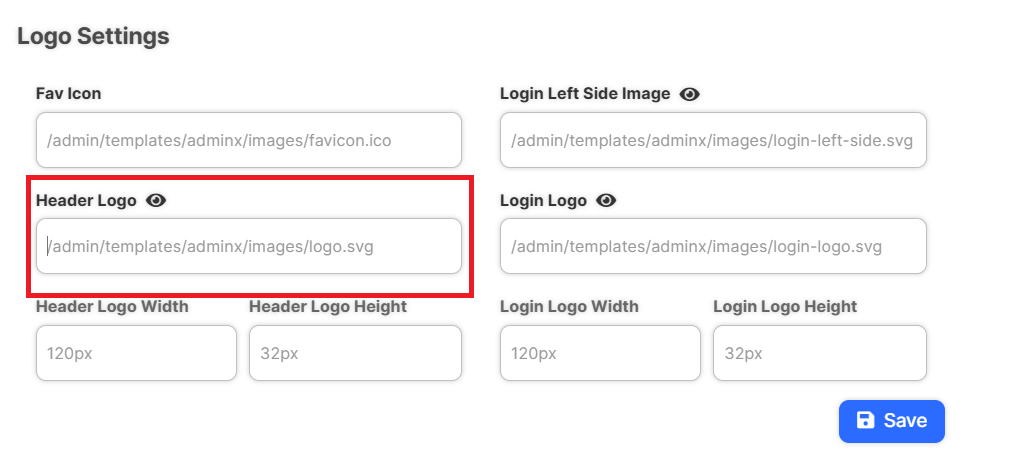 Logo Settings
Fav Icon
/admin/templates/adminx/images/favicon.ico
Login Left Side Image
/admin/templates/adminx/images/login-left-side.svg
Header Logo
/admin/templates/adminx/images/logo.svg
Login Logo
/admin/templates/adminx/images/login-logo.svg
Header Logo Width
120px
Header Logo Height
32px
Login Logo Width
120px
Login Logo Height
32px
Save